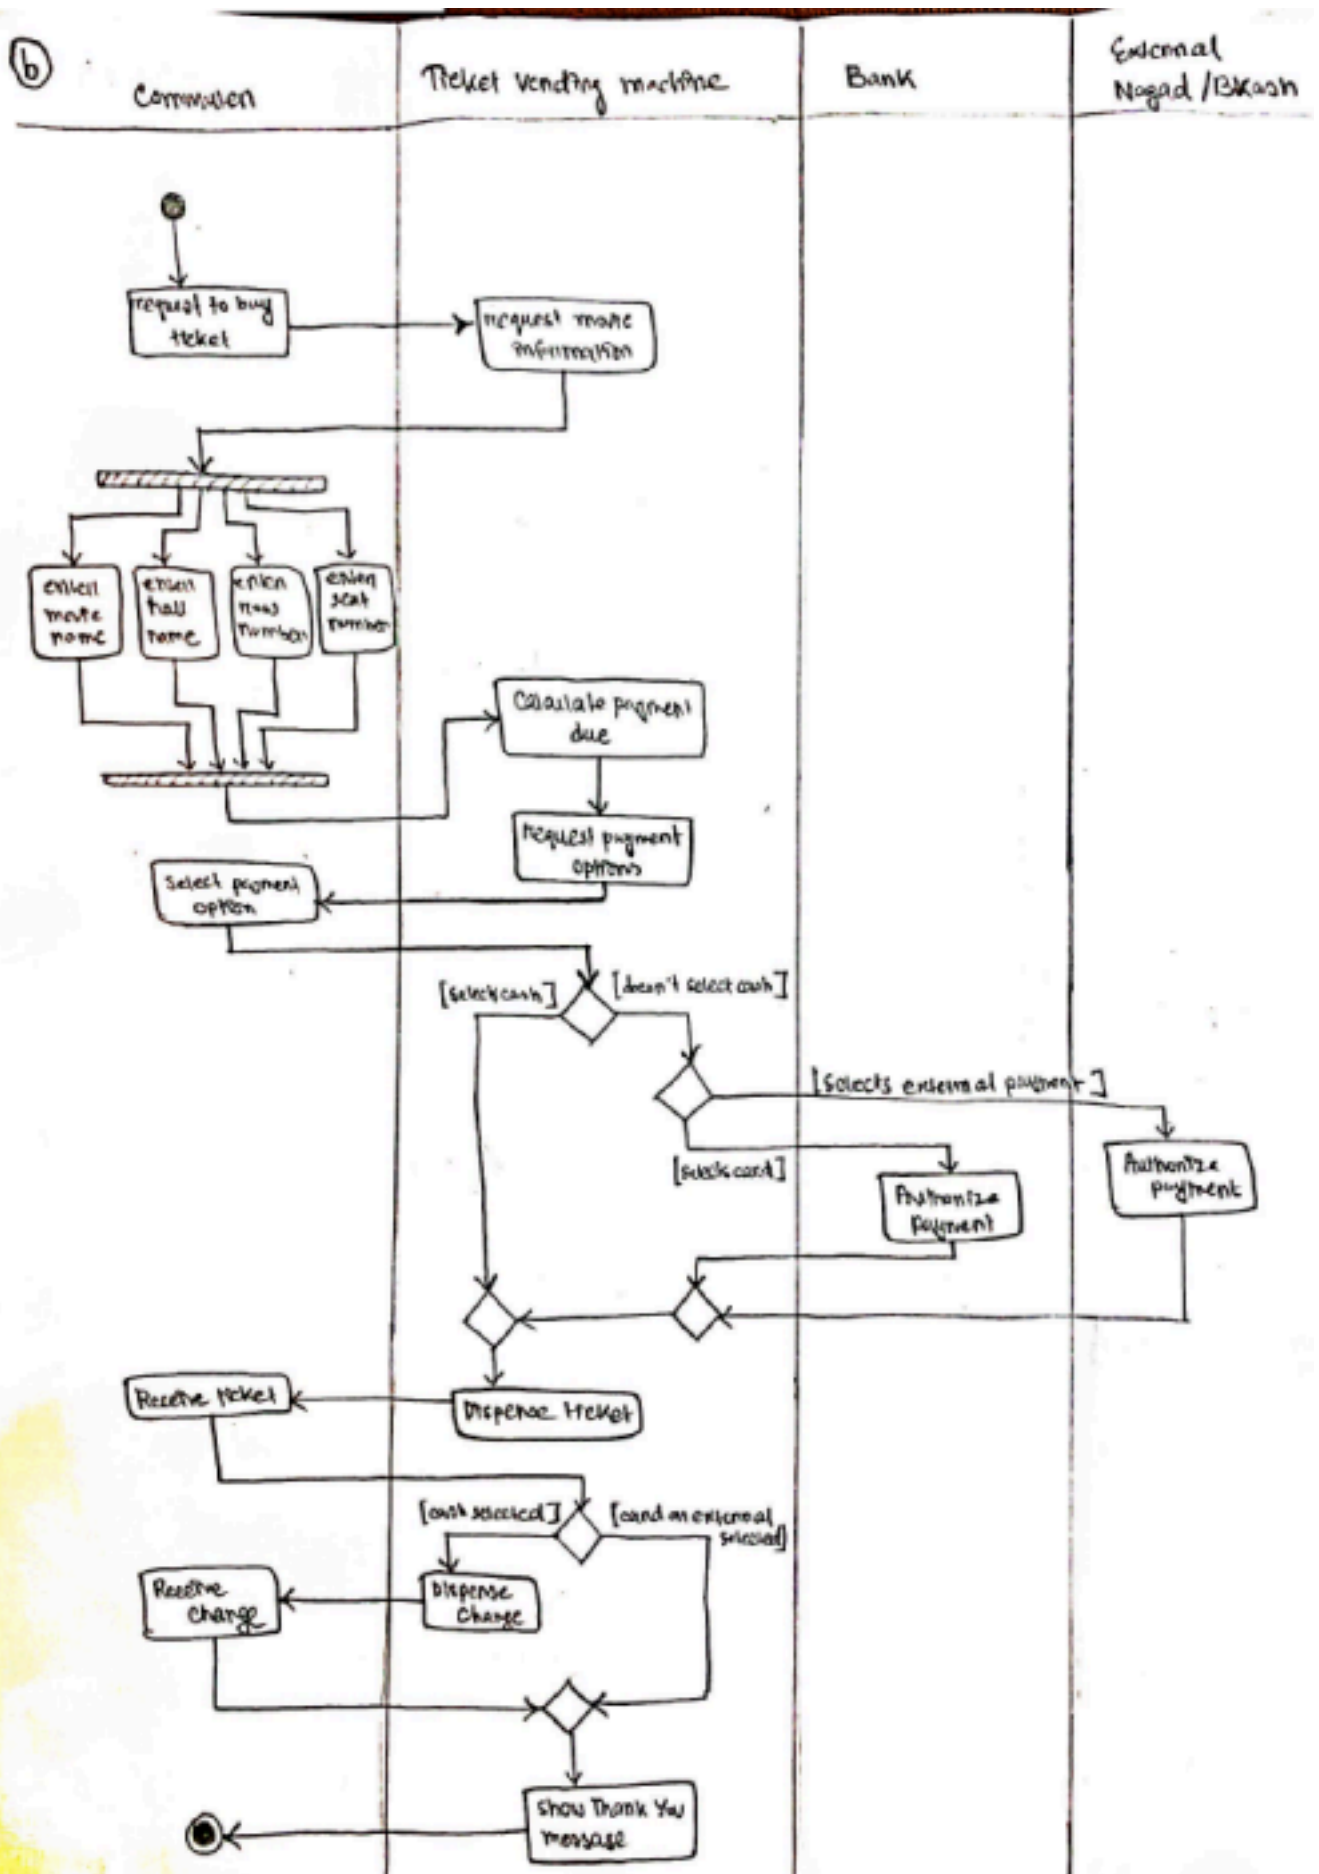 b
Commuter
Ticket vending machine
Bank
External
Nagad /Bkash
request to buy
ticket
request movie
information
enter
movie
name
enter
hall
name
enter
row
number
enter
seat
number
Calculate payment
due
request payment
options
Select payment
option
[select cash]
[doesn't select cash]
[selects external payment]
[selects card]
Authorize
payment
Authorize
payment
Receive ticket
Dispense ticket
[cash selected]
[card or external
selected]
Receive
change
Dispense
change
Show Thank You
message